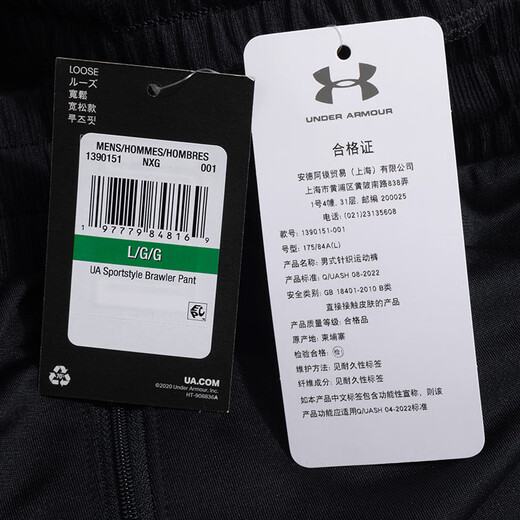 LOOSE
ルーズ
寬鬆
宽松款
루즈핏
MENS/HOMMES/HOMBRES
1390151 NXG 001
1 97779 84816 9
L/G/G
UA Sportstyle Brawler Pant
UA.COM
©2020 Under Armour, Inc.
HT-908836A
UNDER ARMOUR
合格证
安德阿镆贸易（上海）有限公司
上海市黄浦区黄陂南路838弄
1号4幢, 31层. 邮编 200025
电话: (021)23135608
款号: 1390151-001
号型: 175/84A(L)
产品名称: 男式针织运动裤
产品标准: Q/UASH 08-2022
安全类别: GB 18401-2010 B类
直接接触皮肤的产品
产品质量等级: 合格品
原产地: 柬埔寨
检验合格: 检
维护方法: 见耐久性标签
纤维成分: 见耐久性标签
如本产品中文标签包含功能性宣称，则该
产品功能应适用Q/UASH 04-2022标准